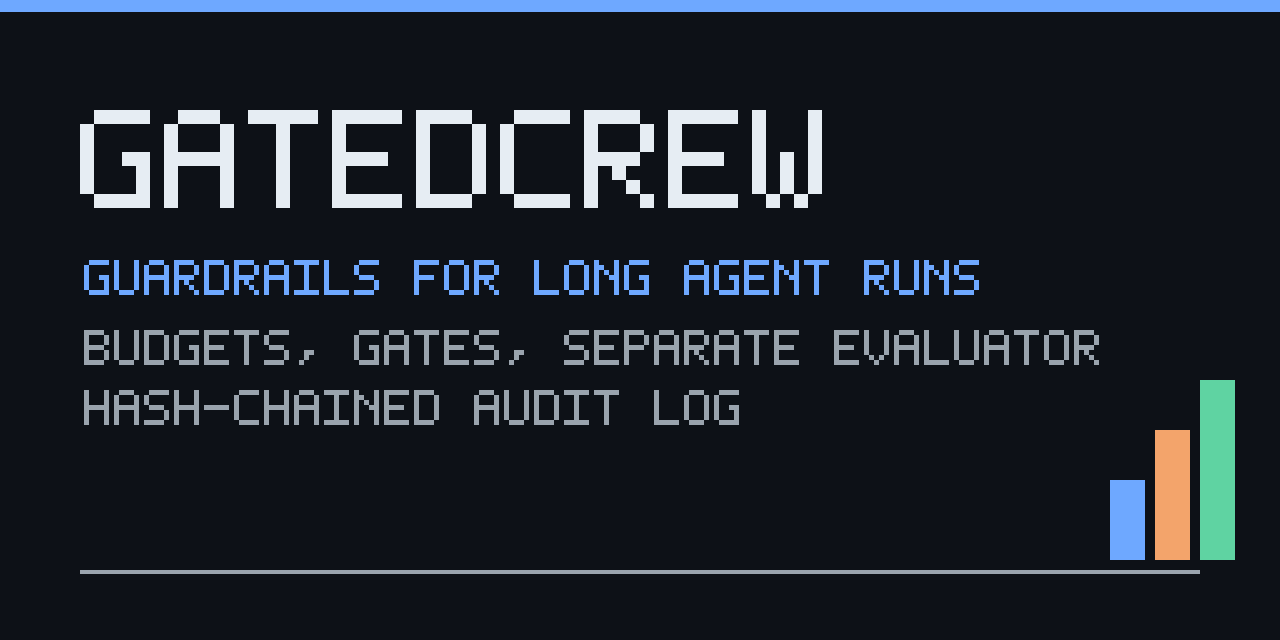 GATEDCREW
GUARDRAILS FOR LONG AGENT RUNS
BUDGETS, GATES, SEPARATE EVALUATOR
HASH-CHAINED AUDIT LOG